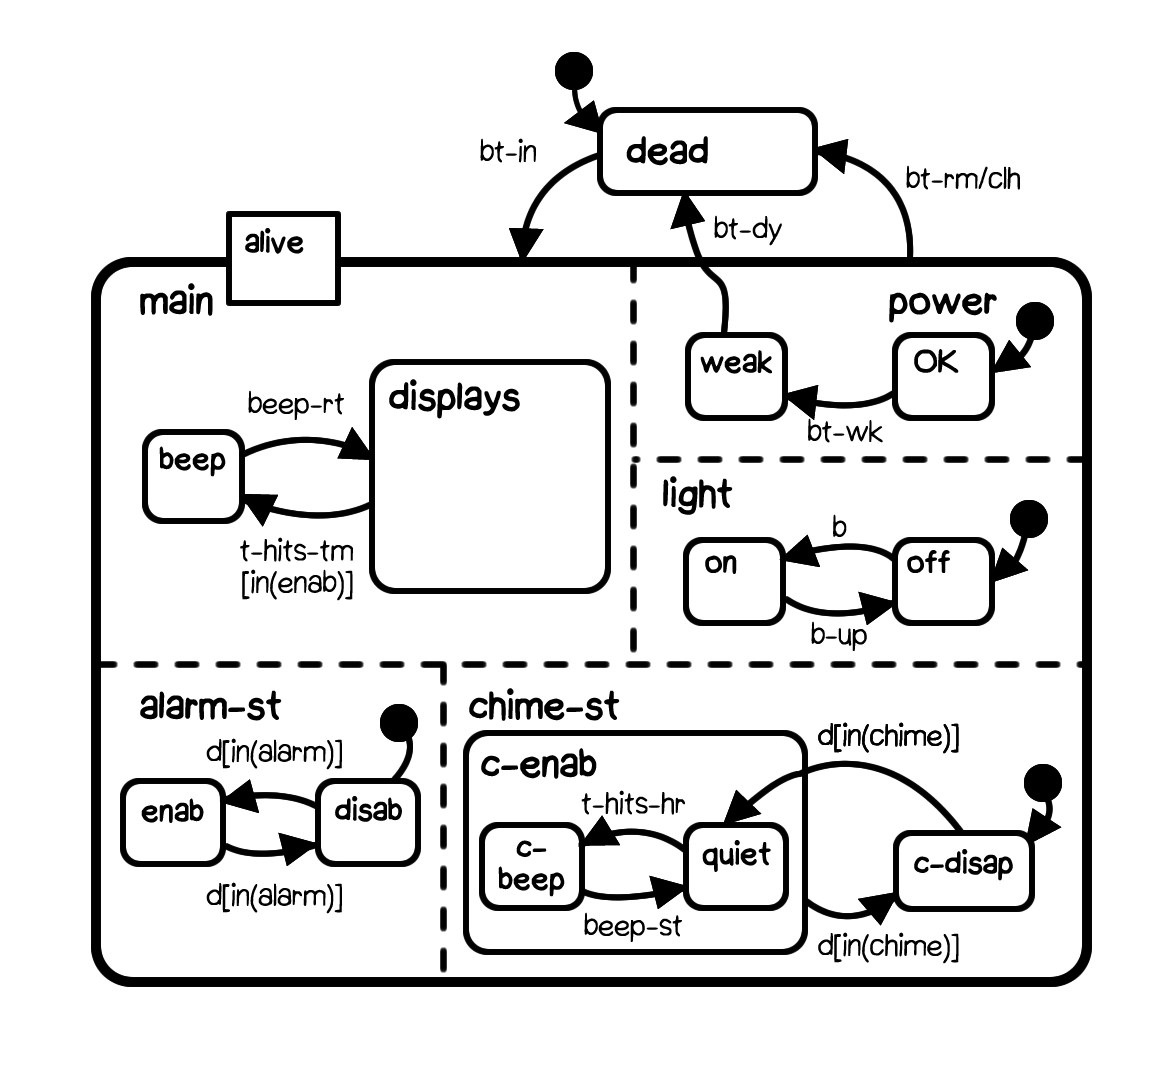 dead
bt-in
bt-rm/clh
bt-dy
alive
main
power
weak
OK
bt-wk
displays
beep-rt
beep
t-hits-tm
[in(enab)]
light
b
on
off
b-up
alarm-st
d[in(alarm)]
enab
disab
d[in(alarm)]
chime-st
d[in(chime)]
c-enab
t-hits-hr
c-
beep
quiet
c-disap
beep-st
d[in(chime)]